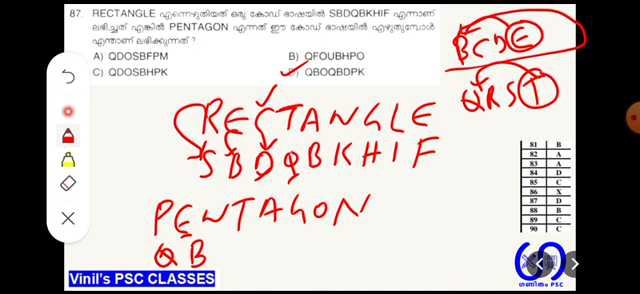 87. RECTANGLE എന്നെഴുതിയത് ഒരു കോഡ് ഭാഷയിൽ SBDQBKHIF എന്നാണ്
ലഭിച്ചത് എങ്കിൽ PENTAGON എന്നത് ഈ കോഡ് ഭാഷയിൽ എഴുതുമ്പോൾ
എന്താണ് ലഭിക്കുന്നത് ?
A) QDOSBFPM B) QFOUBHPO
C) QDOSBHPK D) QBOQBDPK
BCDE
QRST
RECTANGLE
SBDQBKHIF
PENTAGON
QB
81 B
82 A
83 A
84 D
85 C
86 X
87 D
88 B
89 C
90 C
Vinil's PSC CLASSES
ഗണിതം PSC